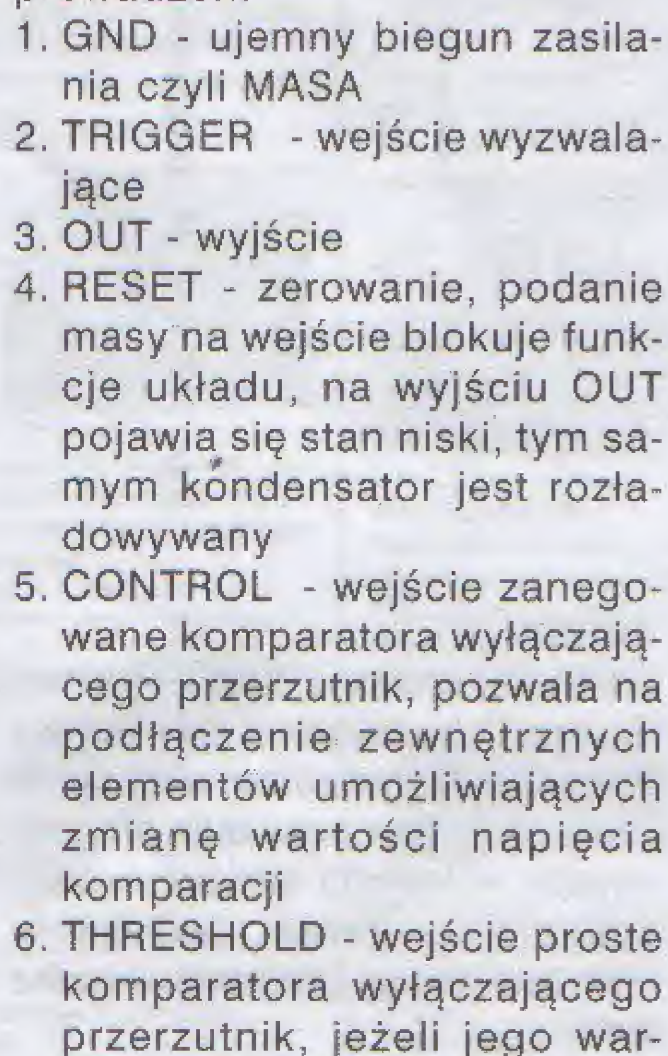 1. GND - ujemny biegun zasila-
nia czyli MASA
2. TRIGGER - wejście wyzwala-
jące
3. OUT - wyjście
4. RESET - zerowanie, podanie
masy na wejście blokuje funk-
cje układu, na wyjściu OUT
pojawia się stan niski, tym sa-
mym kondensator jest rozła-
dowywany
5. CONTROL - wejście zanego-
wane komparatora wyłączają-
cego przerzutnik, pozwala na
podłączenie zewnętrznych
elementów umożliwiających
zmianę wartości napięcia
komparacji
6. THRESHOLD - wejście proste
komparatora wyłączającego
przerzutnik, jeżeli jego war-